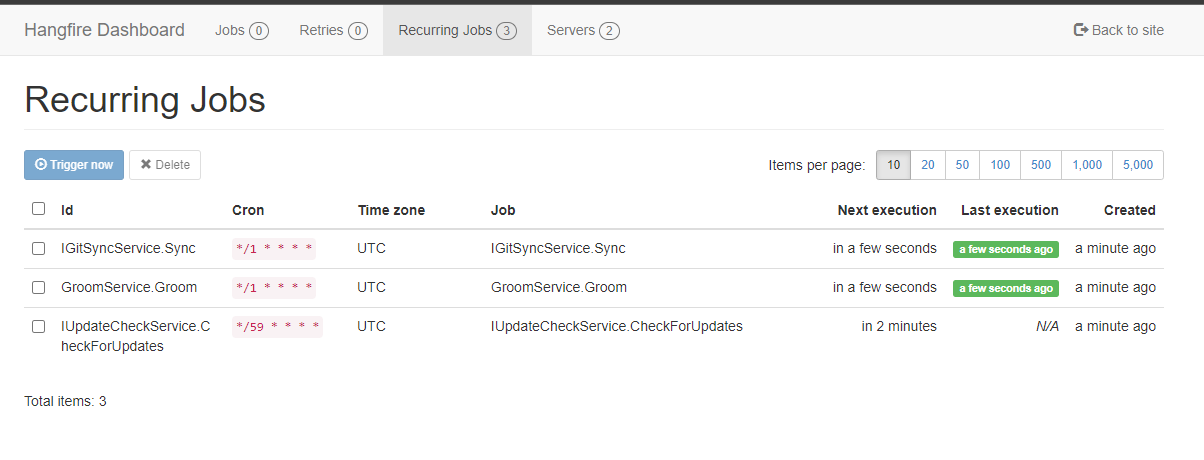 Hangfire Dashboard Jobs 0 Retries 0 Recurring Jobs 3 Servers 2 Back to site
Recurring Jobs
Trigger now Delete Items per page: 10 20 50 100 500 1,000 5,000
Id Cron Time zone Job Next execution Last execution Created
IGitSyncService.Sync */1 * * * * UTC IGitSyncService.Sync in a few seconds a few seconds ago a minute ago
GroomService.Groom */1 * * * * UTC GroomService.Groom in a few seconds a few seconds ago a minute ago
IUpdateCheckService.C */59 * * * * UTC IUpdateCheckService.CheckForUpdates in 2 minutes N/A a minute ago
heckForUpdates
Total items: 3